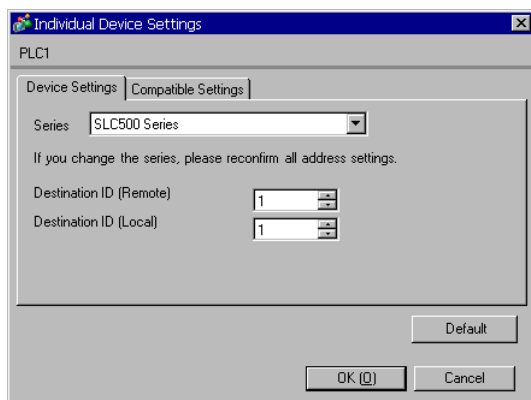 Individual Device Settings
PLC1
Device Settings
Compatible Settings
Series
SLC500 Series
If you change the series, please reconfirm all address settings.
Destination ID (Remote)
1
Destination ID (Local)
1
Default
OK (O)
Cancel